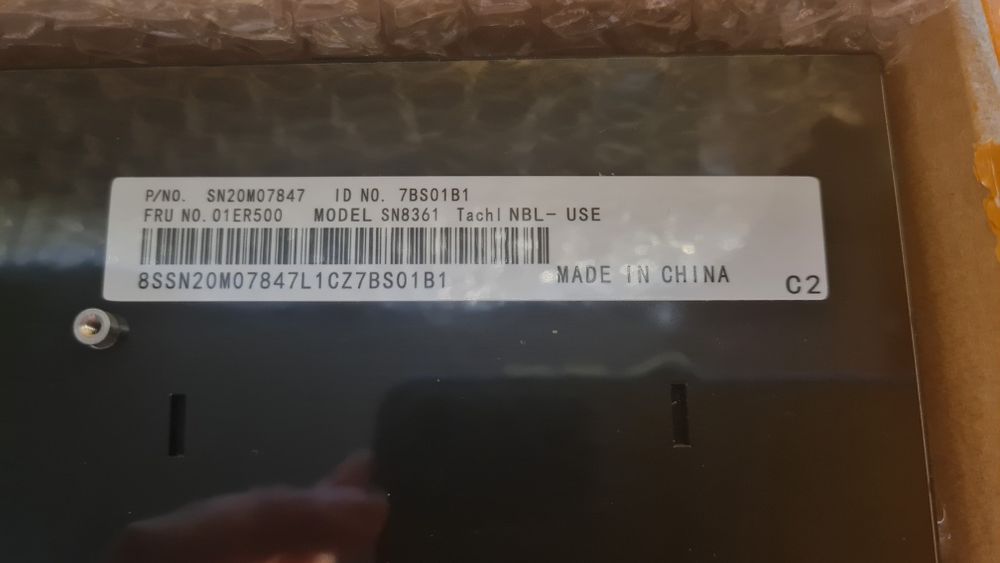 P/NO. SN20M07847 ID NO. 7BS01B1
FRU NO. 01ER500 MODEL SN8361 Tachi NBL- USE
8SSN20M07847L1CZ7BS01B1
MADE IN CHINA
C2